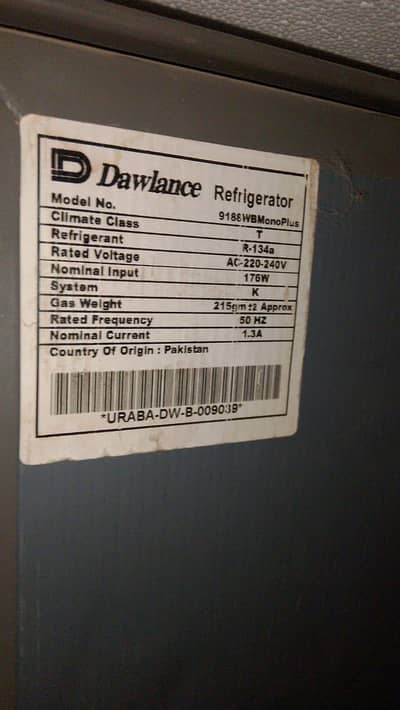 D Dawlance Refrigerator
Model No. 9188WBMonoPlus
Climate Class T
Refrigerant R-134a
Rated Voltage AC-220-240V
Nominal Input 176W
System K
Gas Weight 215gm±2 Approx
Rated Frequency 50 HZ
Nominal Current 1.3A
Country Of Origin : Pakistan
*URABA-DW-B-009039*